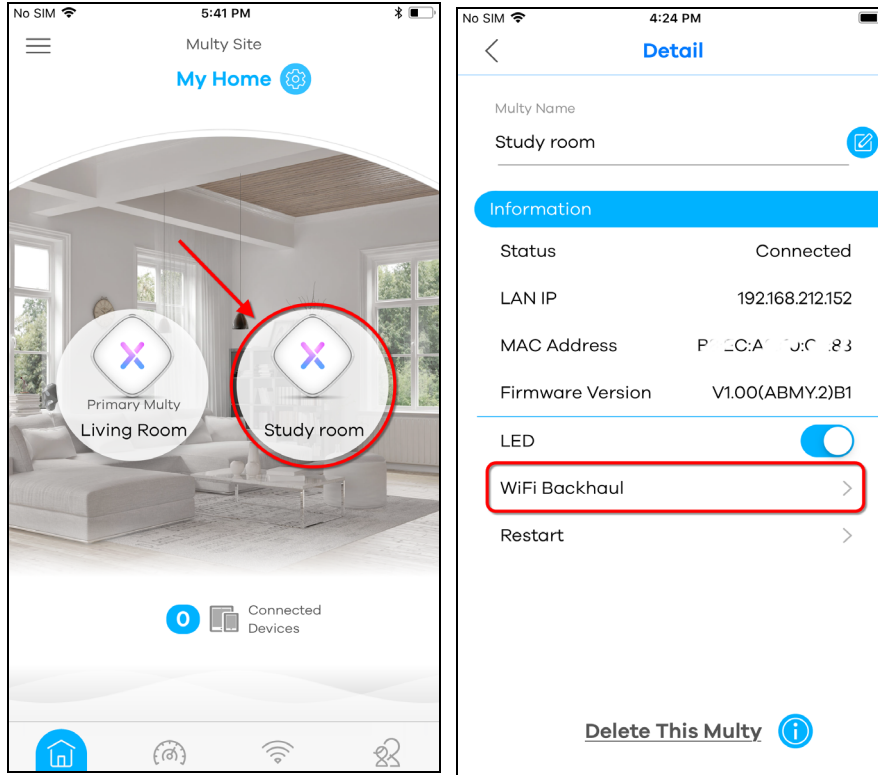 No SIM 5:41 PM
Multy Site
My Home
Primary Multy
Living Room
Study room
0 Connected
Devices
No SIM 4:24 PM
Detail
Multy Name
Study room
Information
Status Connected
LAN IP 192.168.212.152
MAC Address
Firmware Version V1.00(ABMY.2)B1
LED
WiFi Backhaul
Restart
Delete This Multy